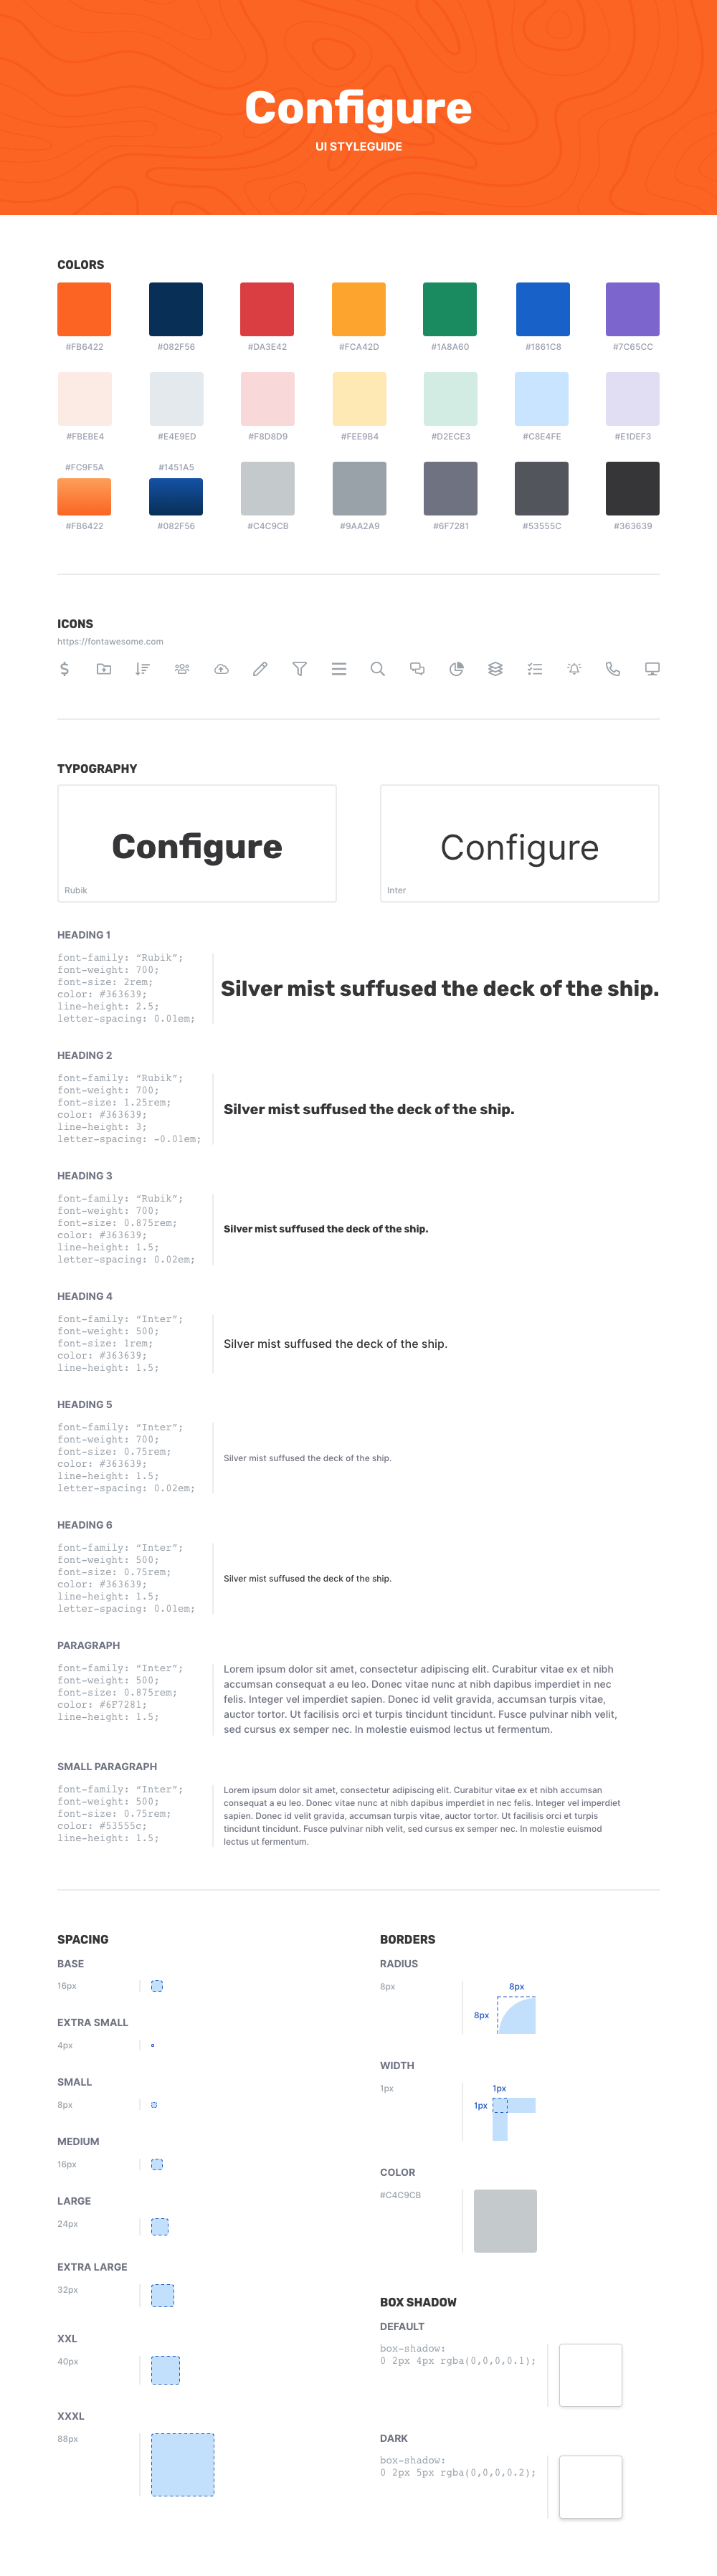 Configure
UI STYLEGUIDE
COLORS
#FB6422
#082F56
#DA3E42
#FCA42D
#1A8A60
#1861C8
#7C65CC
#FBEBE4
#E4E9ED
#F8D8D9
#FEE9B4
#D2ECE3
#C8E4FE
#E1DEF3
#FC9F5A
#1451A5
#FB6422
#082F56
#C4C9CB
#9AA2A9
#6F7281
#53555C
#363639
ICONS
https://fontawesome.com
TYPOGRAPHY
Configure
Rubik
Configure
Inter
HEADING 1
font-family: “Rubik”;
font-weight: 700;
font-size: 2rem;
color: #363639;
line-height: 2.5;
letter-spacing: 0.01em;
Silver mist suffused the deck of the ship.
HEADING 2
font-family: “Rubik”;
font-weight: 700;
font-size: 1.25rem;
color: #363639;
line-height: 3;
letter-spacing: -0.01em;
Silver mist suffused the deck of the ship.
HEADING 3
font-family: “Rubik”;
font-weight: 700;
font-size: 0.875rem;
color: #363639;
line-height: 1.5;
letter-spacing: 0.02em;
Silver mist suffused the deck of the ship.
HEADING 4
font-family: “Inter”;
font-weight: 500;
font-size: 1rem;
color: #363639;
line-height: 1.5;
Silver mist suffused the deck of the ship.
HEADING 5
font-family: “Inter”;
font-weight: 700;
font-size: 0.75rem;
color: #363639;
line-height: 1.5;
letter-spacing: 0.02em;
Silver mist suffused the deck of the ship.
HEADING 6
font-family: “Inter”;
font-weight: 500;
font-size: 0.75rem;
color: #363639;
line-height: 1.5;
letter-spacing: 0.01em;
Silver mist suffused the deck of the ship.
PARAGRAPH
font-family: “Inter”;
font-weight: 500;
font-size: 0.875rem;
color: #6F7281;
line-height: 1.5;
Lorem ipsum dolor sit amet, consectetur adipiscing elit. Curabitur vitae ex et nibh
accumsan consequat a eu leo. Donec vitae nunc at nibh dapibus imperdiet in nec
felis. Integer vel imperdiet sapien. Donec id velit gravida, accumsan turpis vitae,
auctor tortor. Ut facilisis orci et turpis tincidunt tincidunt. Fusce pulvinar nibh velit,
sed cursus ex semper nec. In molestie euismod lectus ut fermentum.
SMALL PARAGRAPH
font-family: “Inter”;
font-weight: 500;
font-size: 0.75rem;
color: #53555c;
line-height: 1.5;
Lorem ipsum dolor sit amet, consectetur adipiscing elit. Curabitur vitae ex et nibh accumsan
consequat a eu leo. Donec vitae nunc at nibh dapibus imperdiet in nec felis. Integer vel imperdiet
sapien. Donec id velit gravida, accumsan turpis vitae, auctor tortor. Ut facilisis orci et turpis
tincidunt tincidunt. Fusce pulvinar nibh velit, sed cursus ex semper nec. In molestie euismod
lectus ut fermentum.
SPACING
BASE
16px
EXTRA SMALL
4px
SMALL
8px
MEDIUM
16px
LARGE
24px
EXTRA LARGE
32px
XXL
40px
XXXL
88px
BORDERS
RADIUS
8px
8px
8px
WIDTH
1px
1px
1px
COLOR
#C4C9CB
BOX SHADOW
DEFAULT
box-shadow:
0 2px 4px rgba(0,0,0,0.1);
DARK
box-shadow:
0 2px 5px rgba(0,0,0,0.2);